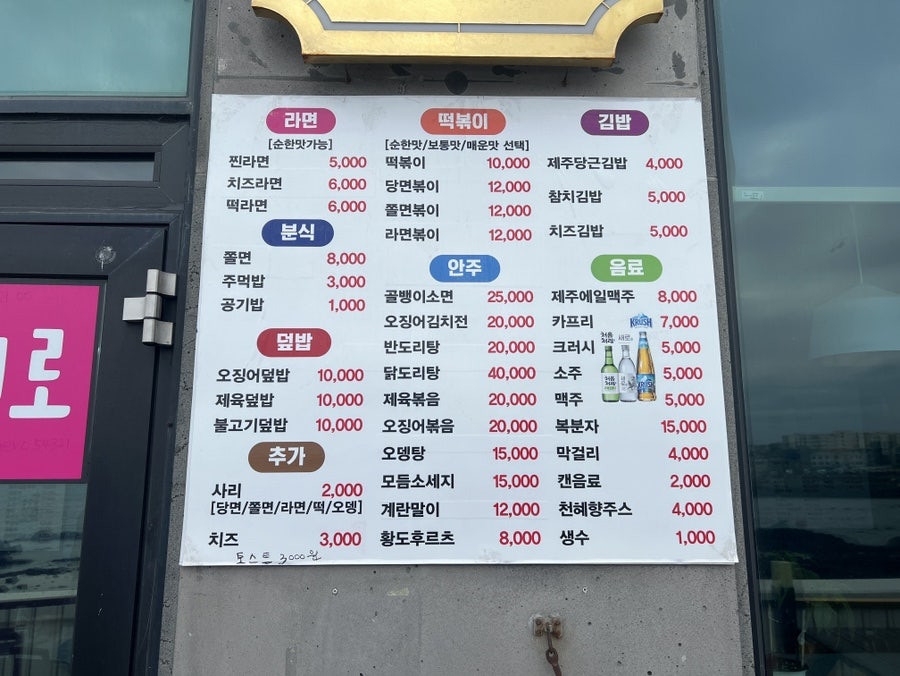 라면
[순한맛가능]
찐라면 5,000
치즈라면 6,000
떡라면 6,000
분식
쫄면 8,000
주먹밥 3,000
공기밥 1,000
덮밥
오징어덮밥 10,000
제육덮밥 10,000
불고기덮밥 10,000
추가
사리 2,000
[당면/쫄면/라면/떡/오뎅]
치즈 3,000
토스트 3,000원
떡볶이
[순한맛/보통맛/매운맛 선택]
떡볶이 10,000
당면볶이 12,000
쫄면볶이 12,000
라면볶이 12,000
안주
골뱅이소면 25,000
오징어김치전 20,000
반도리탕 20,000
닭도리탕 40,000
제육볶음 20,000
오징어볶음 20,000
오뎅탕 15,000
모듬소세지 15,000
계란말이 12,000
황도후르츠 8,000
김밥
제주당근김밥 4,000
참치김밥 5,000
치즈김밥 5,000
음료
제주에일맥주 8,000
카프리 7,000
크러시 5,000
소주 5,000
맥주 5,000
복분자 15,000
막걸리 4,000
캔음료 2,000
천혜향주스 4,000
생수 1,000
KRUSH
처음처럼
새로
로